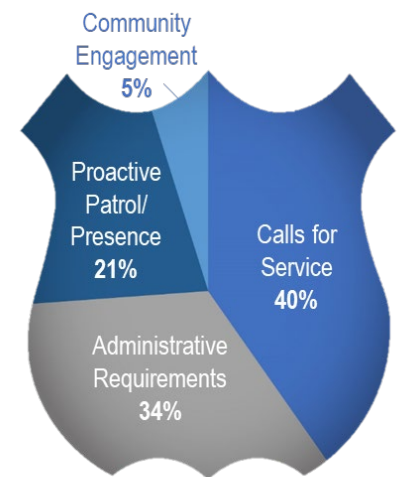 Community
Engagement
5%
Proactive
Patrol/
Presence
21%
Calls for
Service
40%
Administrative
Requirements
34%